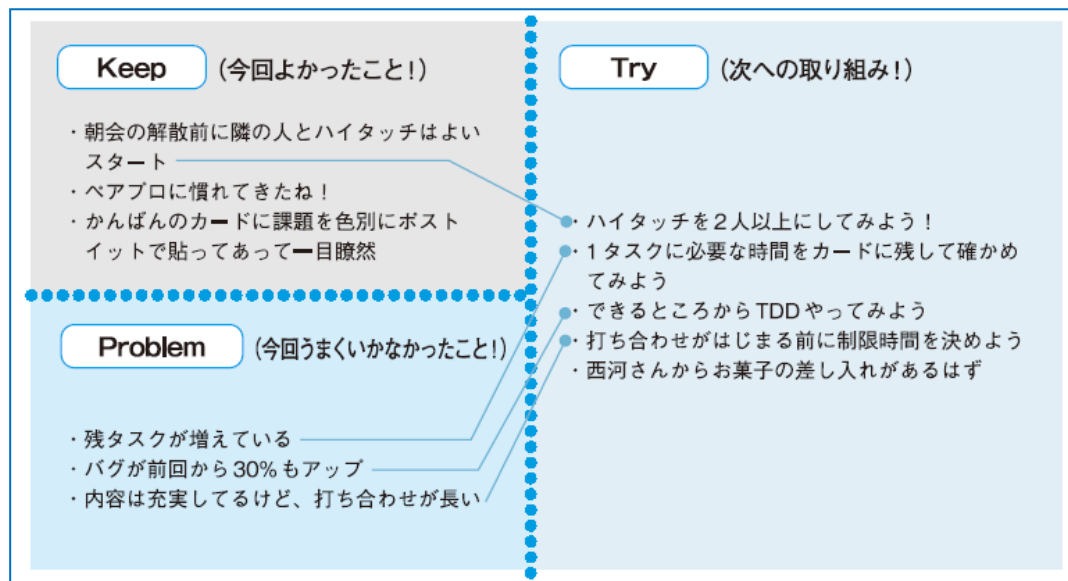 Keep (今回よかったこと!)
・朝会の解散前に隣の人とハイタッチはよい
スタート
・ペアプロに慣れてきたね!
・かんばんのカードに課題を色別にポスト
イットで貼ってあって一目瞭然
Problem (今回うまくいかなかったこと!)
・残タスクが増えている
・バグが前回から30%もアップ
・内容は充実してるけど、打ち合わせが長い
Try (次への取り組み!)
・ハイタッチを2人以上にしてみよう!
・1タスクに必要な時間をカードに残して確かめ
てみよう
・できるところからTDDやってみよう
・打ち合わせがはじまる前に制限時間を決めよう
・西河さんからお菓子の差し入れがあるはず